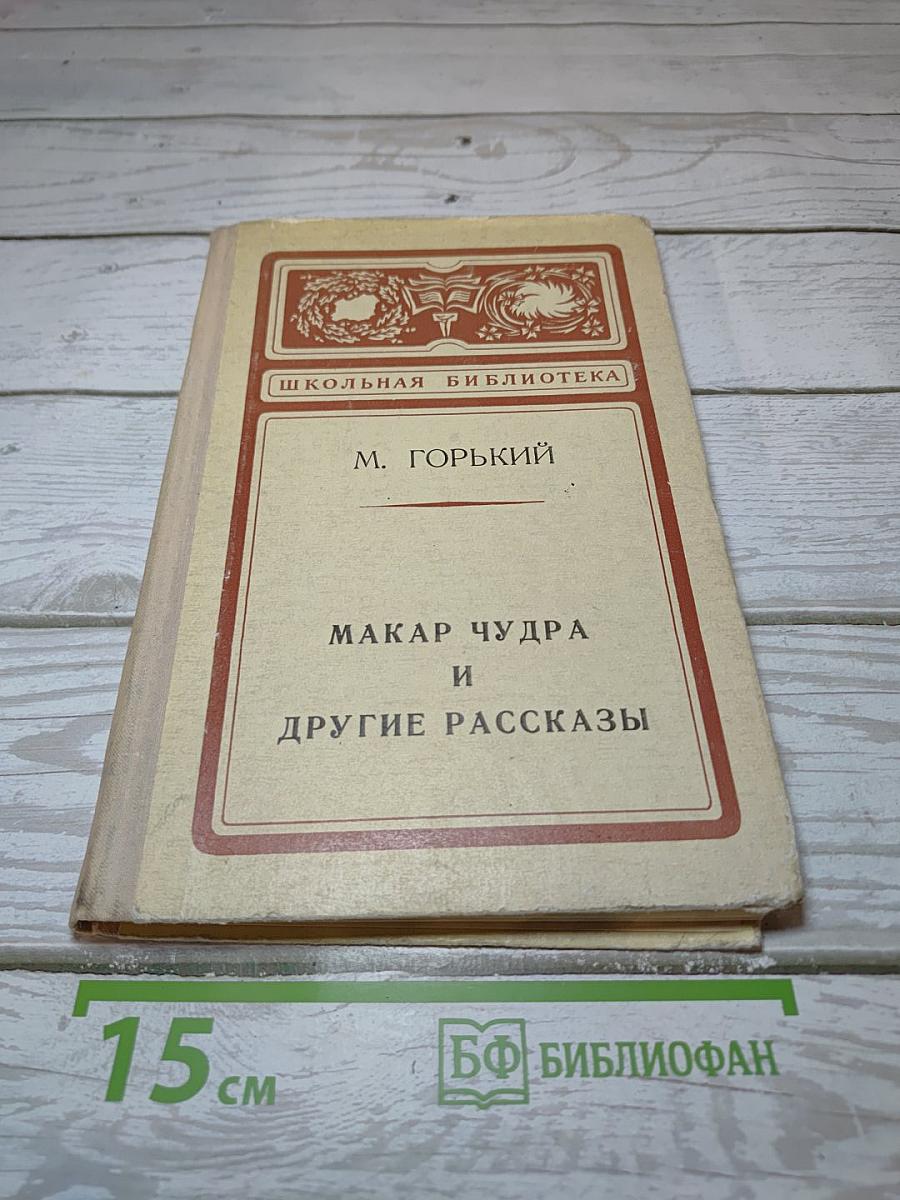 ШКОЛЬНАЯ БИБЛИОТЕКА
М. ГОРЬКИЙ
МАКАР ЧУДРА
И
ДРУГИЕ РАССКАЗЫ
15 см
БФ БИБЛИОФАН